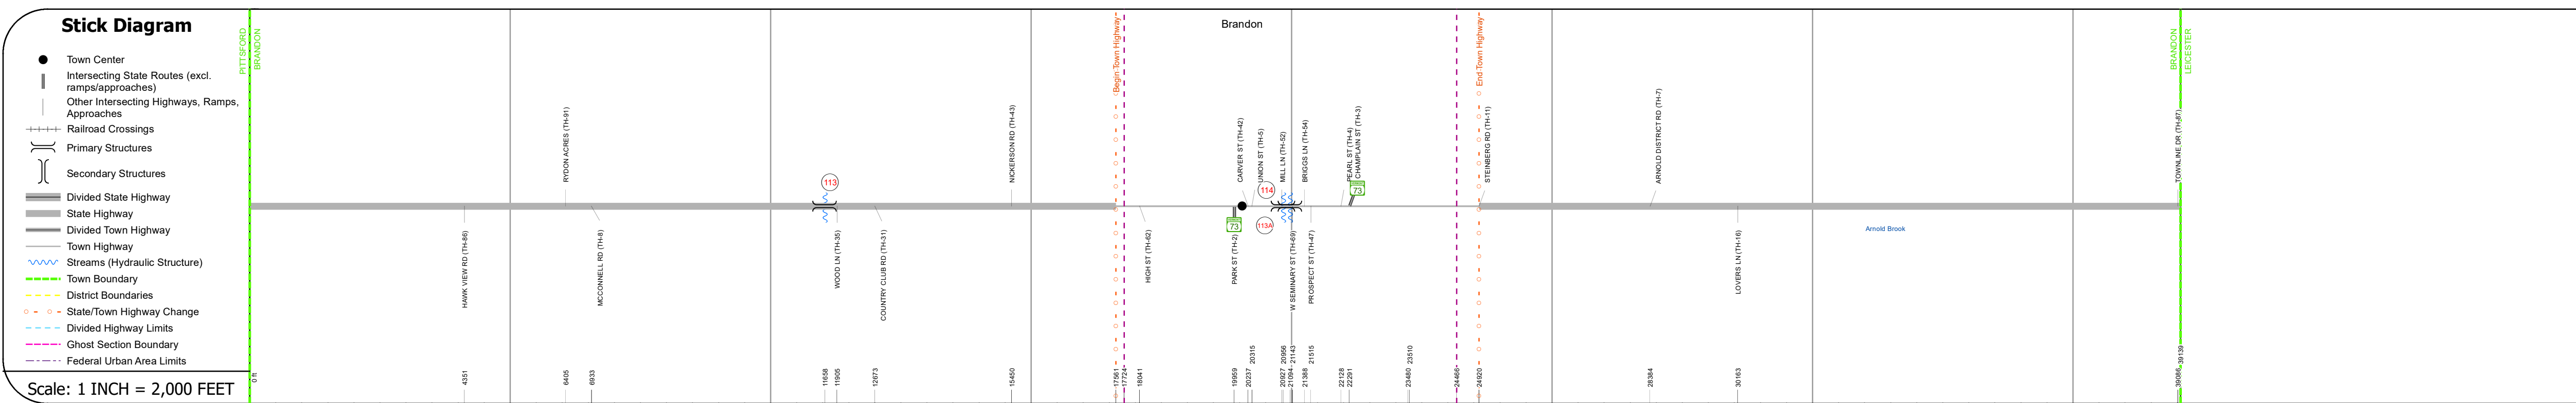 Stick Diagram
Town Center
Intersecting State Routes (excl.
ramps/approaches)
Other Intersecting Highways, Ramps,
Approaches
Railroad Crossings
Primary Structures
Secondary Structures
Divided State Highway
State Highway
Divided Town Highway
Town Highway
Streams (Hydraulic Structure)
Town Boundary
District Boundaries
State/Town Highway Change
Divided Highway Limits
Ghost Section Boundary
Federal Urban Area Limits
Scale: 1 INCH = 2,000 FEET
PITTSFORD
BRANDON
Brandon
Begin Town Highway
End Town Highway
BRANDON
LEICESTER
RYDON ACRES (TH-91)
NICKERSON RD (TH-43)
CARVER ST (TH-42)
UNION ST (TH-5)
MILL LN (TH-52)
BRIGGS LN (TH-54)
PEARL ST (TH-4)
CHAMPLAIN ST (TH-3)
STEINBERG RD (TH-11)
ARNOLD DISTRICT RD (TH-7)
TOWNLINE DR (TH-87)
113
114
73
73
113A
HAWK VIEW RD (TH-86)
MCCONNELL RD (TH-8)
WOOD LN (TH-35)
COUNTRY CLUB RD (TH-31)
HIGH ST (TH-62)
PARK ST (TH-2)
W SEMINARY ST (TH-69)
PROSPECT ST (TH-47)
LOVERS LN (TH-16)
Arnold Brook
0 ft
4351
6405
6933
11658
11905
12673
15450
17561
17724
18041
19959
20237
20315
20927
20956
21094
21143
21388
21515
22128
22291
23480
23510
24466
24920
28384
30163
39086
39139